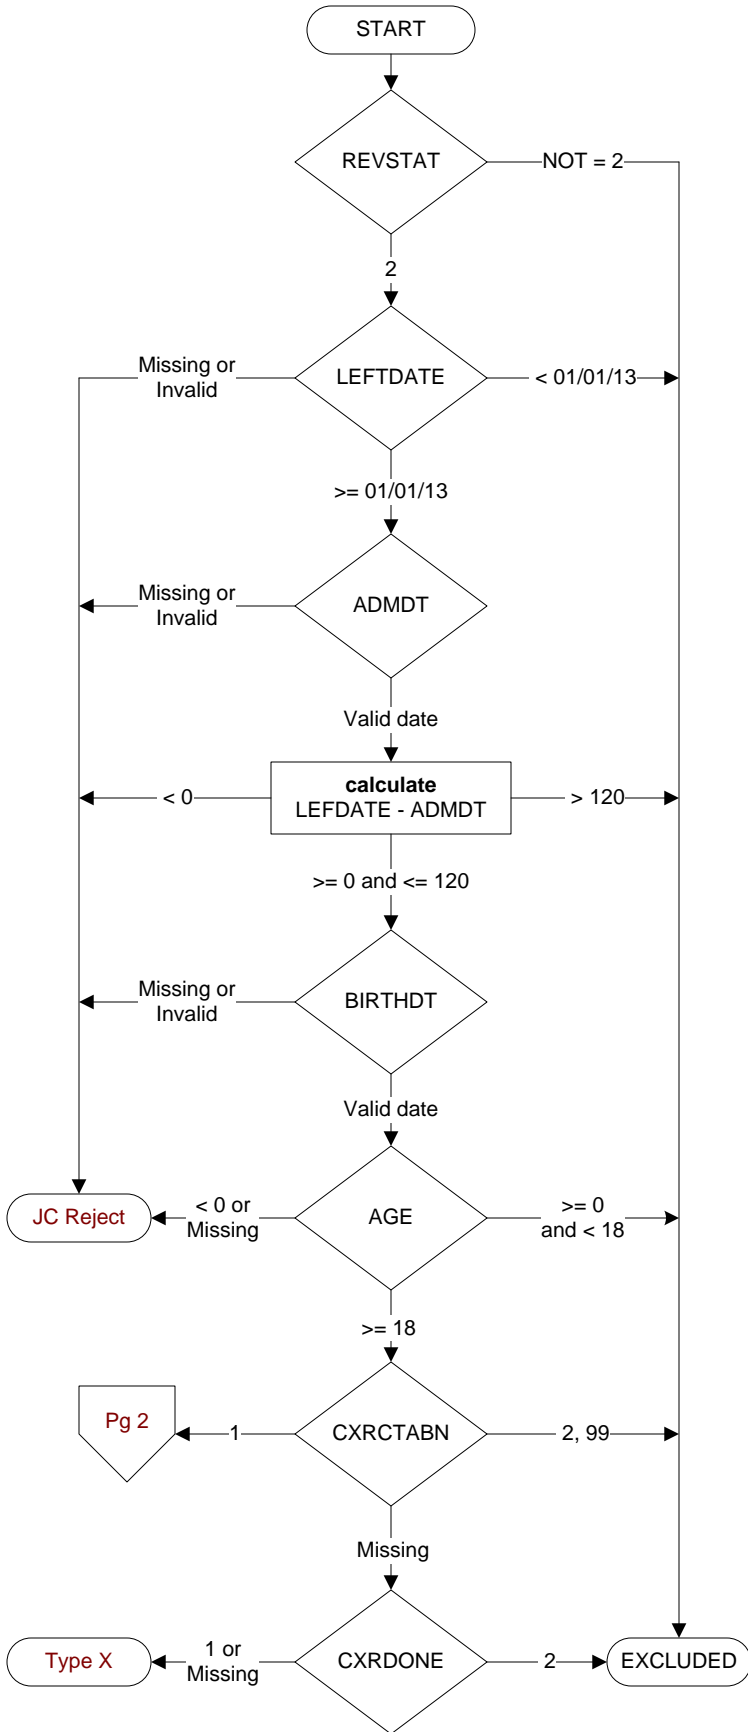 START
REVSTAT
NOT = 2
2
Missing or
Invalid
LEFTDATE
< 01/01/13
>= 01/01/13
Missing or
Invalid
ADMDT
Valid date
< 0
calculate
LEFDATE - ADMDT
> 120
>= 0 and <= 120
Missing or
Invalid
BIRTHDT
Valid date
JC Reject
< 0 or
Missing
AGE
>= 0
and < 18
>= 18
Pg 2
1
CXRCTABN
2, 99
Missing
Type X
1 or
Missing
CXRDONE
2
EXCLUDED